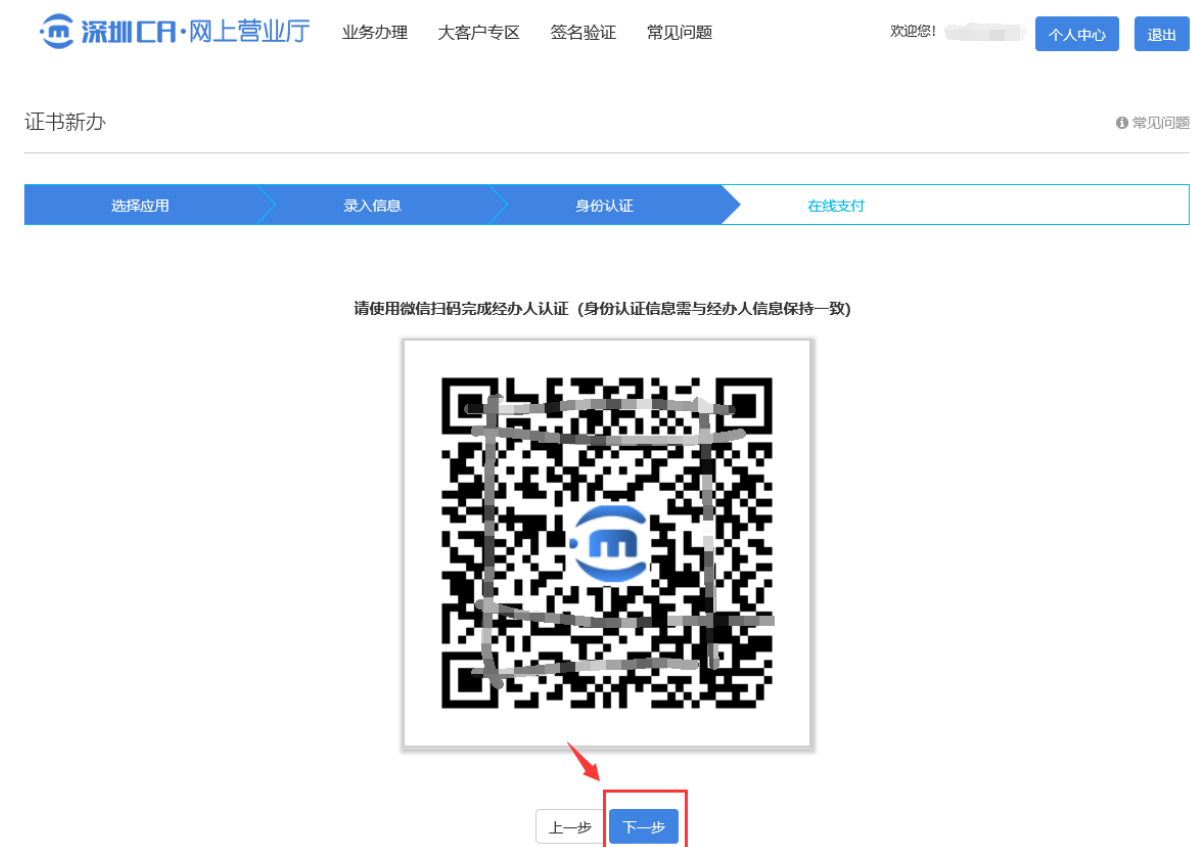 深圳CA·网上营业厅 业务办理 大客户专区 签名验证 常见问题 欢迎您! 个人中心 退出
证书新办 常见问题
选择应用 录入信息 身份认证 在线支付
请使用微信扫码完成经办人认证（身份认证信息需与经办人信息保持一致）
上一步 下一步